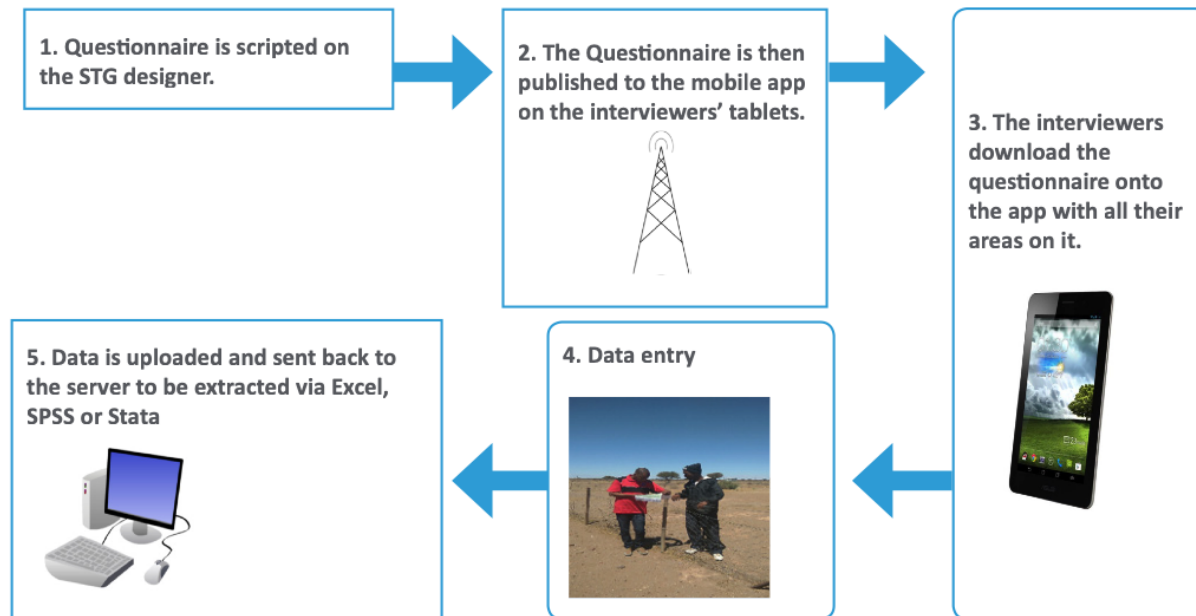 1. Questionnaire is scripted on
the STG designer.
2. The Questionnaire is then
published to the mobile app
on the interviewers’ tablets.
3. The interviewers
download the
questionnaire onto
the app with all their
areas on it.
4. Data entry
5. Data is uploaded and sent back to
the server to be extracted via Excel,
SPSS or Stata